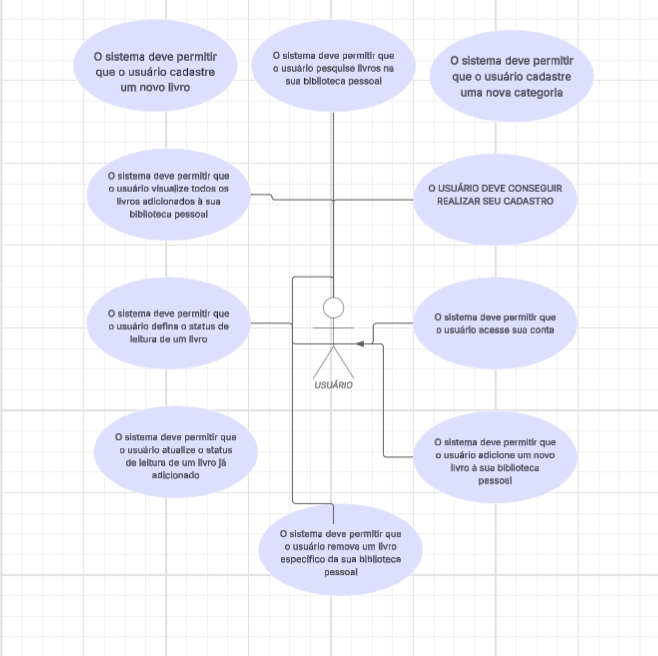 O sistema deve permitir
que o usuário cadastre
um novo livro
O sistema deve permitir que
o usuário pesquise livros na
sua biblioteca pessoal
O sistema deve permitir
que o usuário cadastre
uma nova categoria
O sistema deve permitir que
o usuário visualize todos os
livros adicionados à sua
biblioteca pessoal
O USUÁRIO DEVE CONSEGUIR
REALIZAR SEU CADASTRO
O sistema deve permitir que
o usuário defina o status de
leitura de um livro
O sistema deve permitir que
o usuário acesse sua conta
USUÁRIO
O sistema deve permitir que
o usuário atualize o status
de leitura de um livro já
adicionado
O sistema deve permitir que
o usuário adicione um novo
livro à sua biblioteca
pessoal
O sistema deve permitir que
o usuário remova um livro
específico da sua biblioteca
pessoal